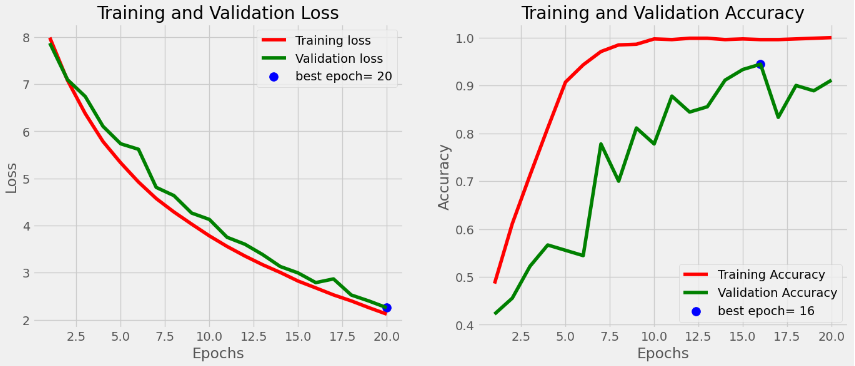 Training and Validation Loss
8
7
6
5
4
3
2
Loss
2.5 5.0 7.5 10.0 12.5 15.0 17.5 20.0
Epochs
Training loss
Validation loss
best epoch= 20
Training and Validation Accuracy
1.0
0.9
0.8
0.7
0.6
0.5
0.4
Accuracy
2.5 5.0 7.5 10.0 12.5 15.0 17.5 20.0
Epochs
Training Accuracy
Validation Accuracy
best epoch= 16